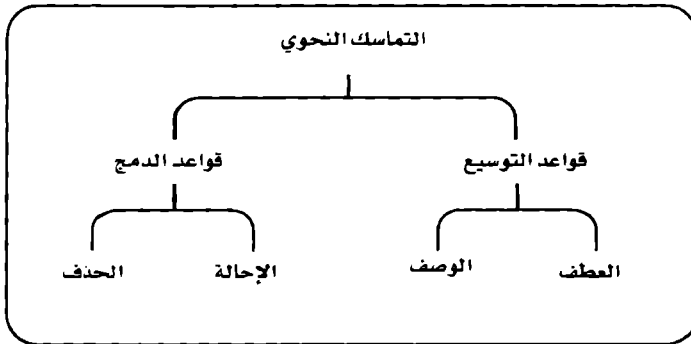 التماسك النحوي
قواعد التوسيع
قواعد الدمج
العطف
الوصف
الإحالة
الحذف